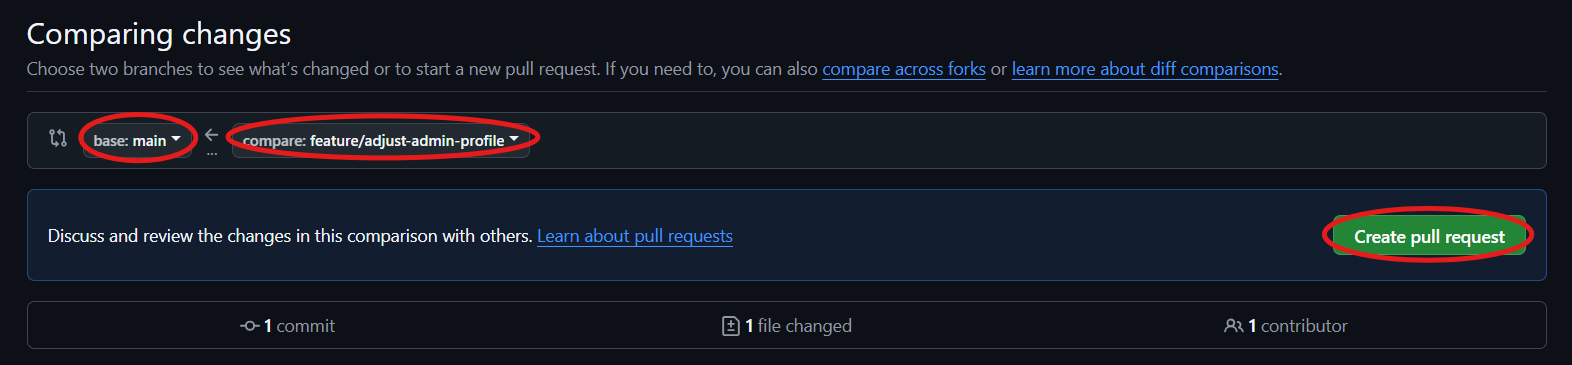 Comparing changes
Choose two branches to see what's changed or to start a new pull request. If you need to, you can also compare across forks or learn more about diff comparisons.
base: main ← compare: feature/adjust-admin-profile
...
Discuss and review the changes in this comparison with others. Learn about pull requests
Create pull request
1 commit 1 file changed 1 contributor